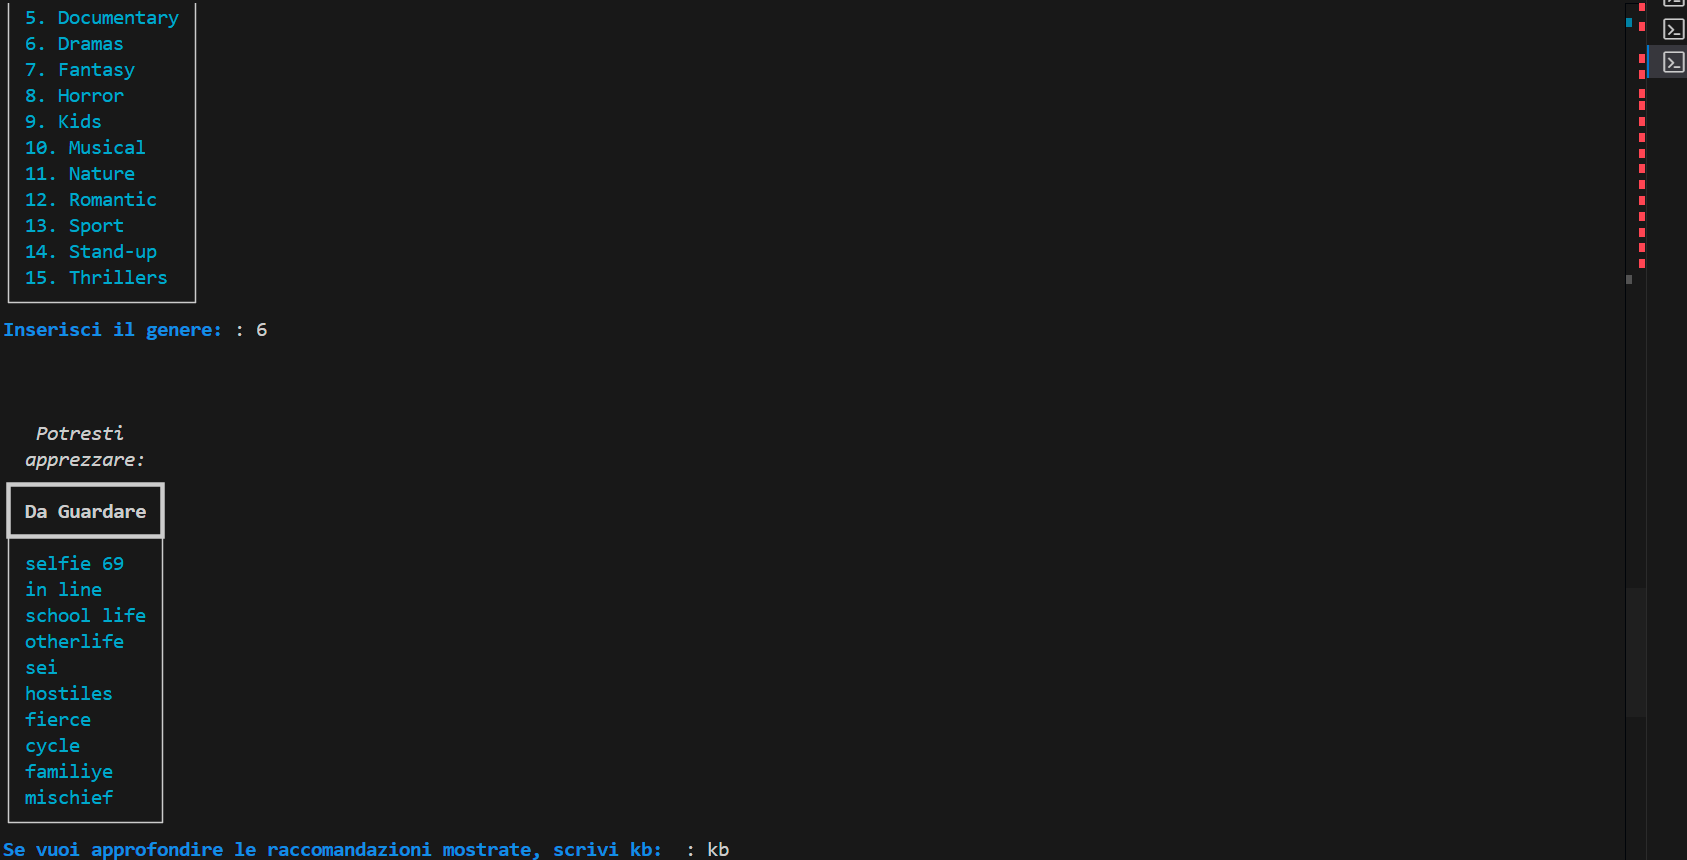 5. Documentary
6. Dramas
7. Fantasy
8. Horror
9. Kids
10. Musical
11. Nature
12. Romantic
13. Sport
14. Stand-up
15. Thrillers
Inserisci il genere: : 6
Potresti
apprezzare:
Da Guardare
selfie 69
in line
school life
otherlife
sei
hostiles
fierce
cycle
familiye
mischief
Se vuoi approfondire le raccomandazioni mostrate, scrivi kb:  : kb